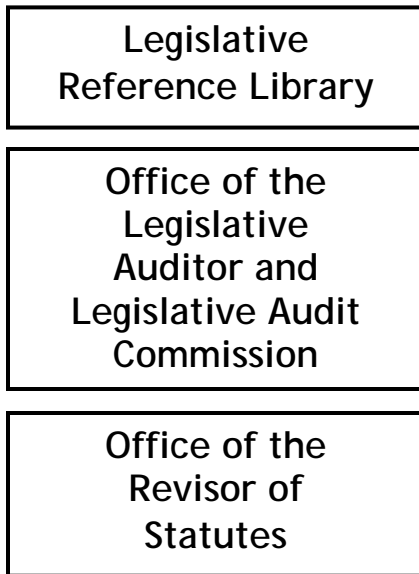 Legislative
Reference Library
Office of the
Legislative
Auditor and
Legislative Audit
Commission
Office of the
Revisor of
Statutes